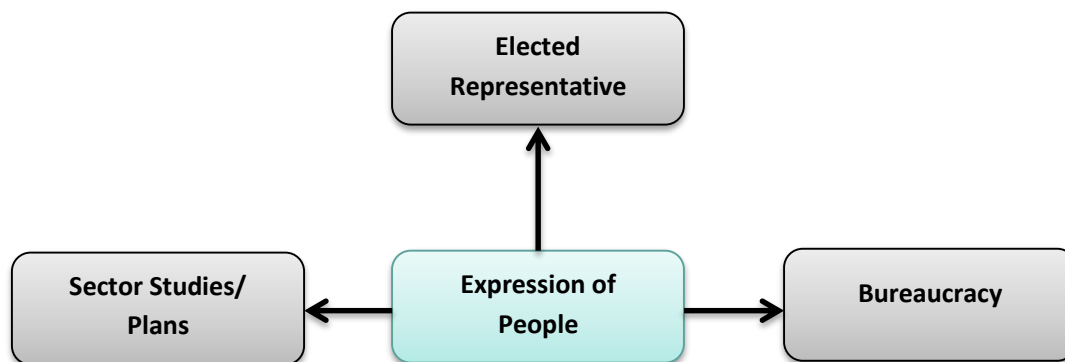 Elected
Representative
Sector Studies/
Plans
Expression of
People
Bureaucracy